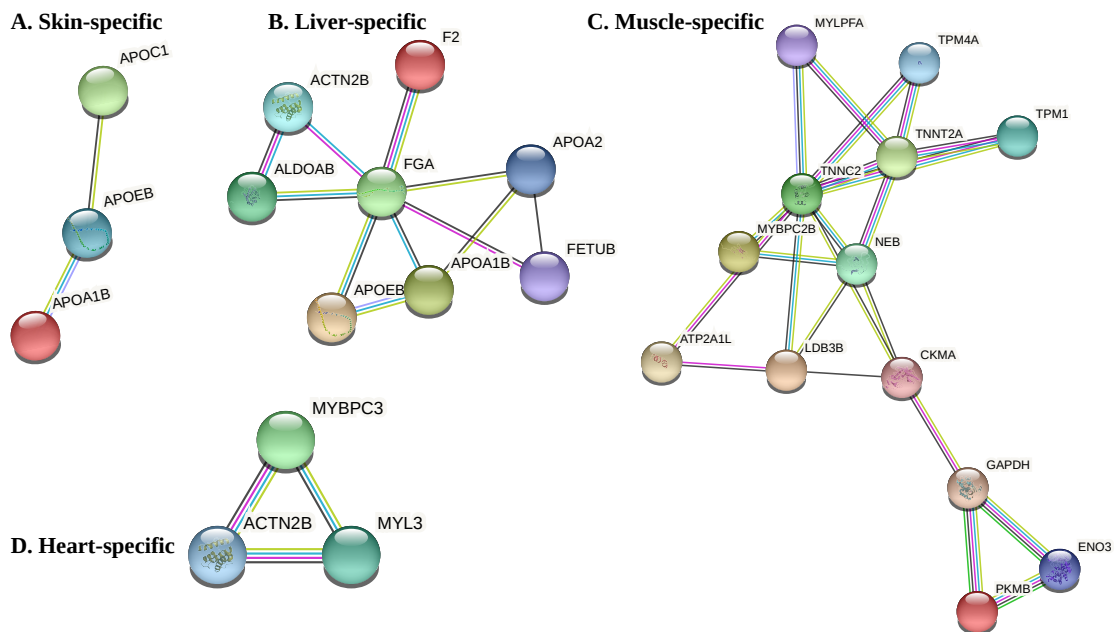 A. Skin-specific
B. Liver-specific
C. Muscle-specific
APOC1
APOEB
APOA1B
F2
ACTN2B
APOA2
FGA
ALDOAB
FETUB
APOA1B
APOEB
MYLPFA
TPM4A
TPM1
TNNT2A
TNNC2
MYBPC2B
NEB
ATP2A1L
LDB3B
CKMA
GAPDH
ENO3
PKMB
MYBPC3
ACTN2B
MYL3
D. Heart-specific